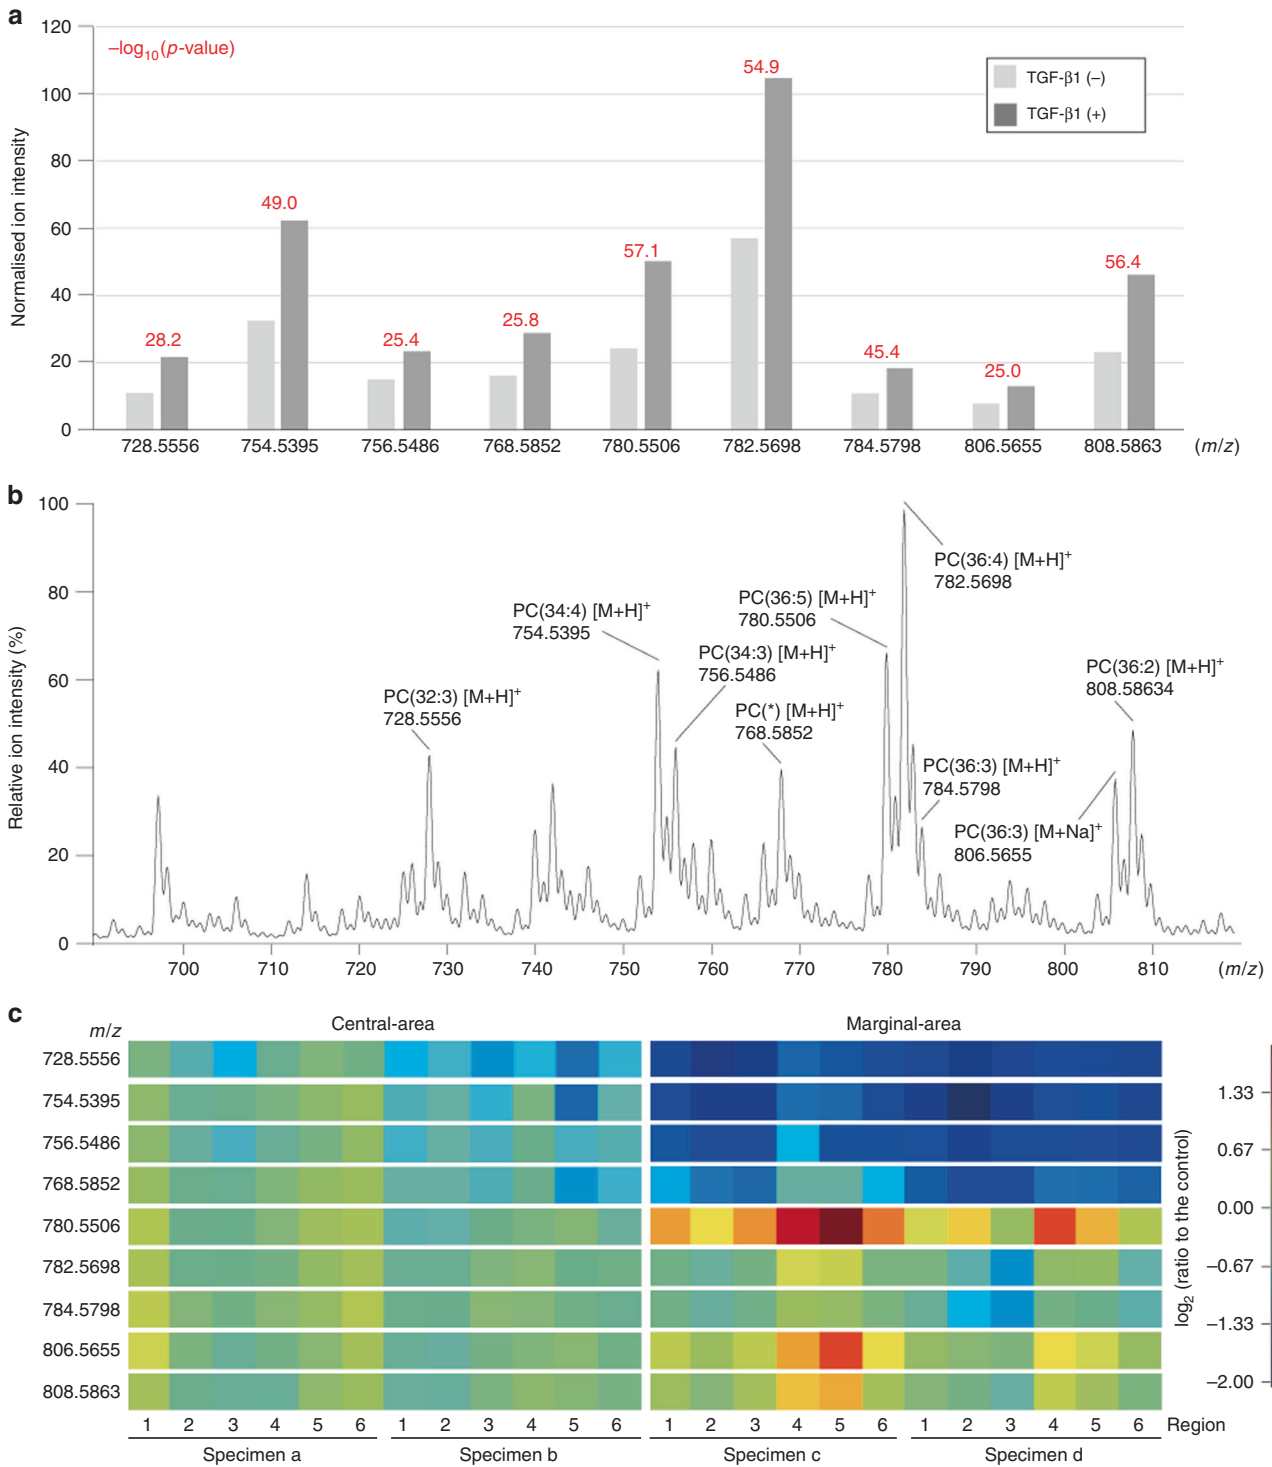 a
120
100
80
60
40
20
0
Normalised ion intensity
–log10(p-value)
28.2
49.0
25.4
25.8
57.1
54.9
45.4
25.0
56.4
TGF-β1 (–)
TGF-β1 (+)
728.5556 754.5395 756.5486 768.5852 780.5506 782.5698 784.5798 806.5655 808.5863 (m/z)
b
100
80
60
40
20
0
Relative ion intensity (%)
PC(32:3) [M+H]+
728.5556
PC(34:4) [M+H]+
754.5395
PC(34:3) [M+H]+
756.5486
PC(*) [M+H]+
768.5852
PC(36:5) [M+H]+
780.5506
PC(36:4) [M+H]+
782.5698
PC(36:3) [M+H]+
784.5798
PC(36:3) [M+Na]+
806.5655
PC(36:2) [M+H]+
808.58634
700 710 720 730 740 750 760 770 780 790 800 810 (m/z)
c
m/z
Central-area
Marginal-area
728.5556
754.5395
756.5486
768.5852
780.5506
782.5698
784.5798
806.5655
808.5863
1 2 3 4 5 6 1 2 3 4 5 6 1 2 3 4 5 6 1 2 3 4 5 6 Region
Specimen a Specimen b Specimen c Specimen d
log2 (ratio to the control)
1.33
0.67
0.00
–0.67
–1.33
–2.00